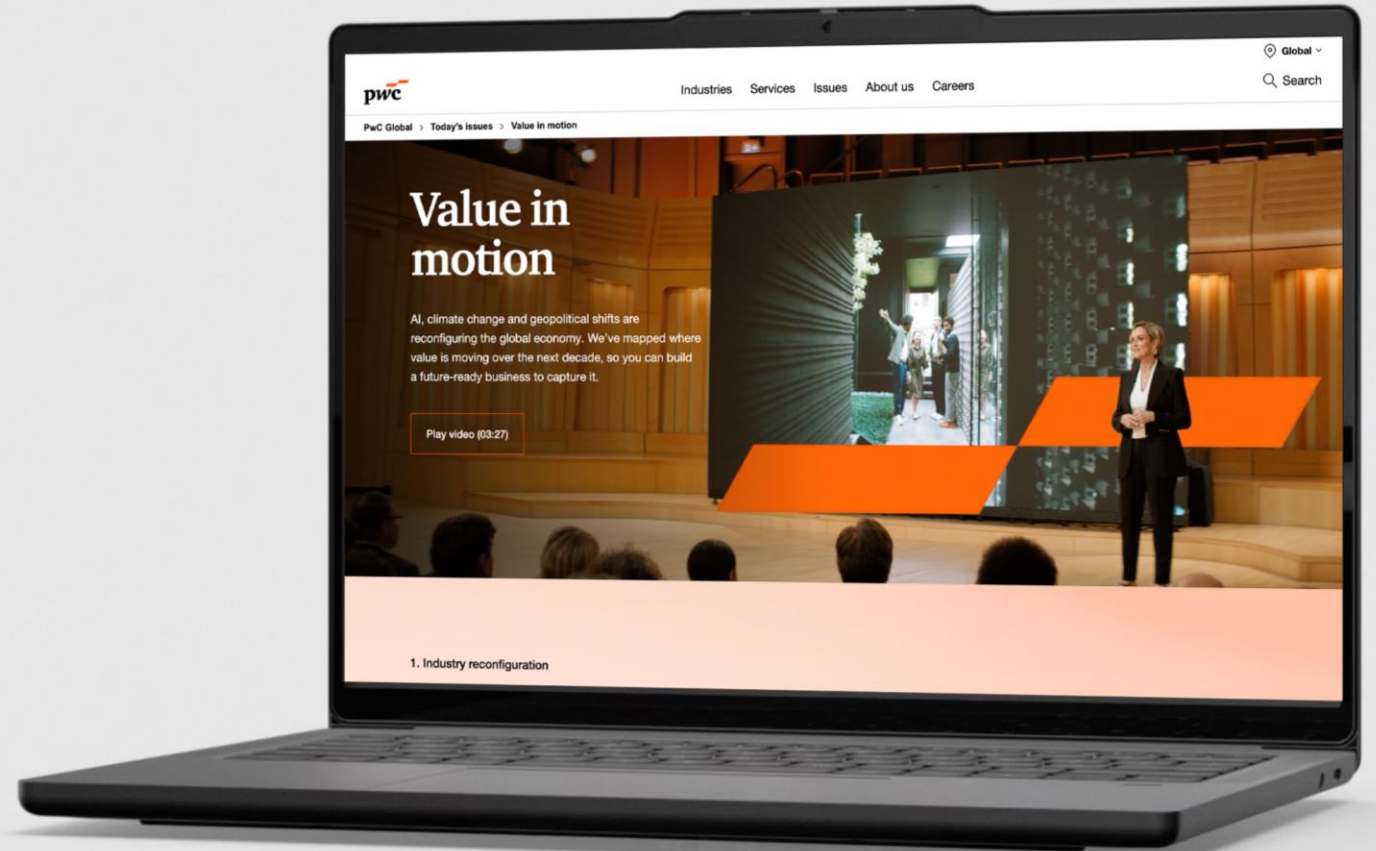 Global
pwc
Industries Services Issues About us Careers
Search
PwC Global > Today's issues > Value in motion
Value in
motion
AI, climate change and geopolitical shifts are
reconfiguring the global economy. We've mapped where
value is moving over the next decade, so you can build
a future-ready business to capture it.
Play video (03:27)
1. Industry reconfiguration